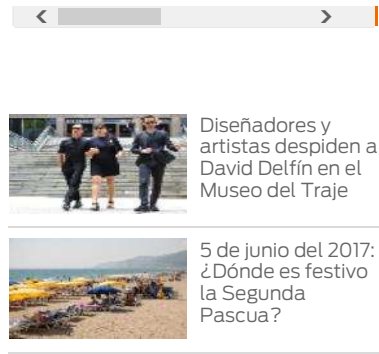 Diseñadores y
artistas despiden a
David Delfín en el
Museo del Traje
5 de junio del 2017:
¿Dónde es festivo
la Segunda
Pascua?